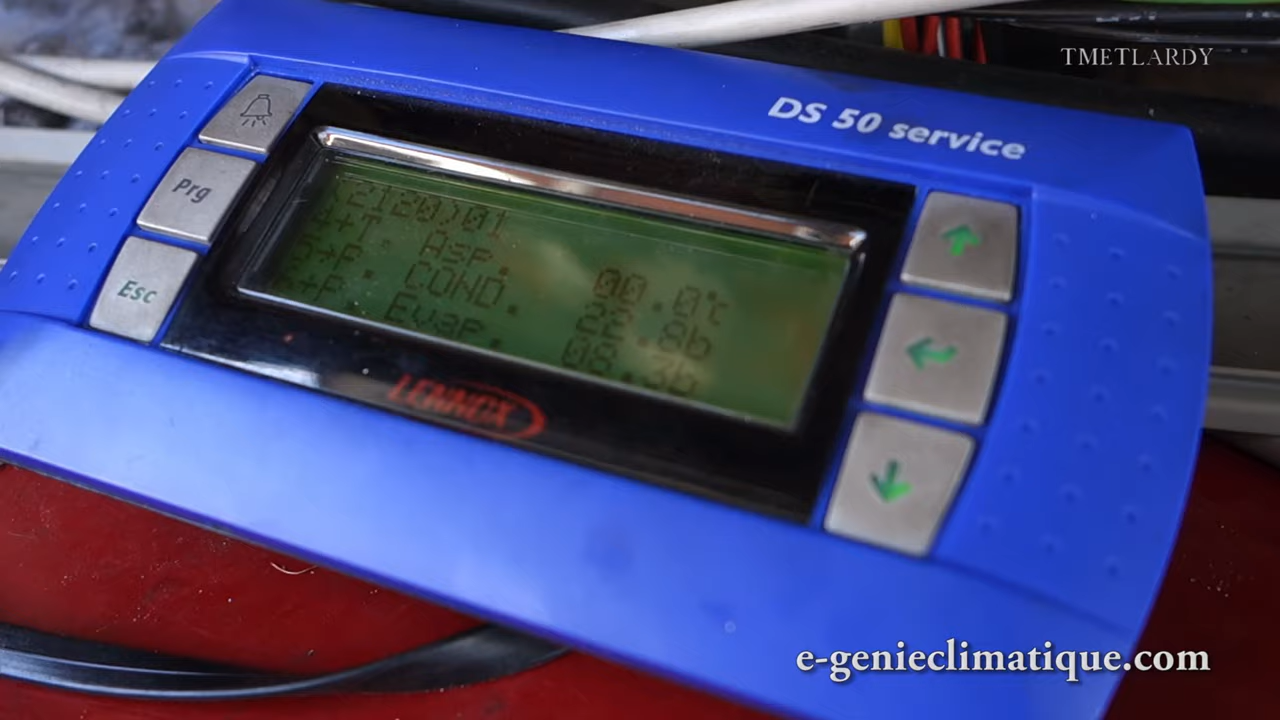 TMETLARDY
DS 50 service
Prg
Esc
2120)01
T. Asp. 00.0°c
P. COND. 22.8b
P. Evap. 08.3b
LENNOX
e-genieclimatique.com